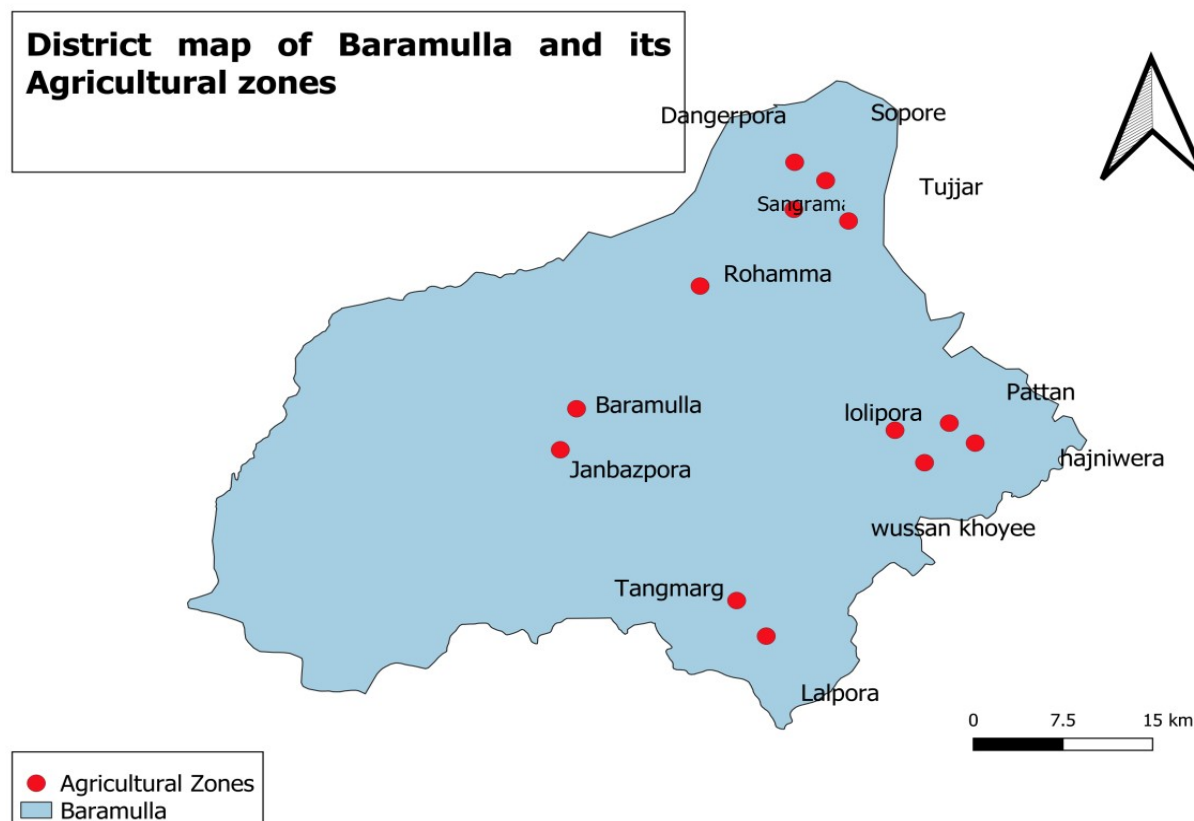 District map of Baramulla and its
Agricultural zones
Dangerpora
Sopore
Tujjar
Sangrama
Rohamma
Pattan
Baramulla
lolipora
hajniwera
Janbazpora
wussan khoyee
Tangmarg
Lalpora
0 7.5 15 km
Agricultural Zones
Baramulla